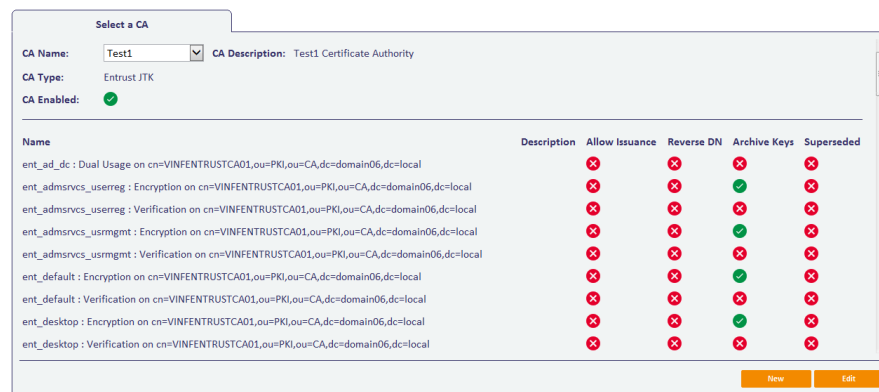 Select a CA
CA Name: Test1 CA Description: Test1 Certificate Authority
CA Type: Entrust JTK
CA Enabled:
Name Description Allow Issuance Reverse DN Archive Keys Superseded
ent_ad_dc : Dual Usage on cn=VINFENTRUSTCA01,ou=PKI,ou=CA,dc=domain06,dc=local
ent_admsrvcs_userreg : Encryption on cn=VINFENTRUSTCA01,ou=PKI,ou=CA,dc=domain06,dc=local
ent_admsrvcs_userreg : Verification on cn=VINFENTRUSTCA01,ou=PKI,ou=CA,dc=domain06,dc=local
ent_admsrvcs_usrmgmt : Encryption on cn=VINFENTRUSTCA01,ou=PKI,ou=CA,dc=domain06,dc=local
ent_admsrvcs_usrmgmt : Verification on cn=VINFENTRUSTCA01,ou=PKI,ou=CA,dc=domain06,dc=local
ent_default : Encryption on cn=VINFENTRUSTCA01,ou=PKI,ou=CA,dc=domain06,dc=local
ent_default : Verification on cn=VINFENTRUSTCA01,ou=PKI,ou=CA,dc=domain06,dc=local
ent_desktop : Encryption on cn=VINFENTRUSTCA01,ou=PKI,ou=CA,dc=domain06,dc=local
ent_desktop : Verification on cn=VINFENTRUSTCA01,ou=PKI,ou=CA,dc=domain06,dc=local
New Edit